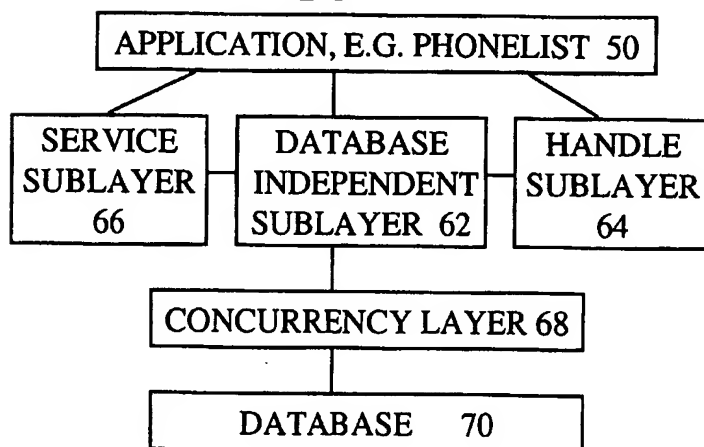 APPLICATION, E.G. PHONELIST 50
SERVICE
SUBLAYER
66
DATABASE
INDEPENDENT
SUBLAYER 62
HANDLE
SUBLAYER
64
CONCURRENCY LAYER 68
DATABASE 70